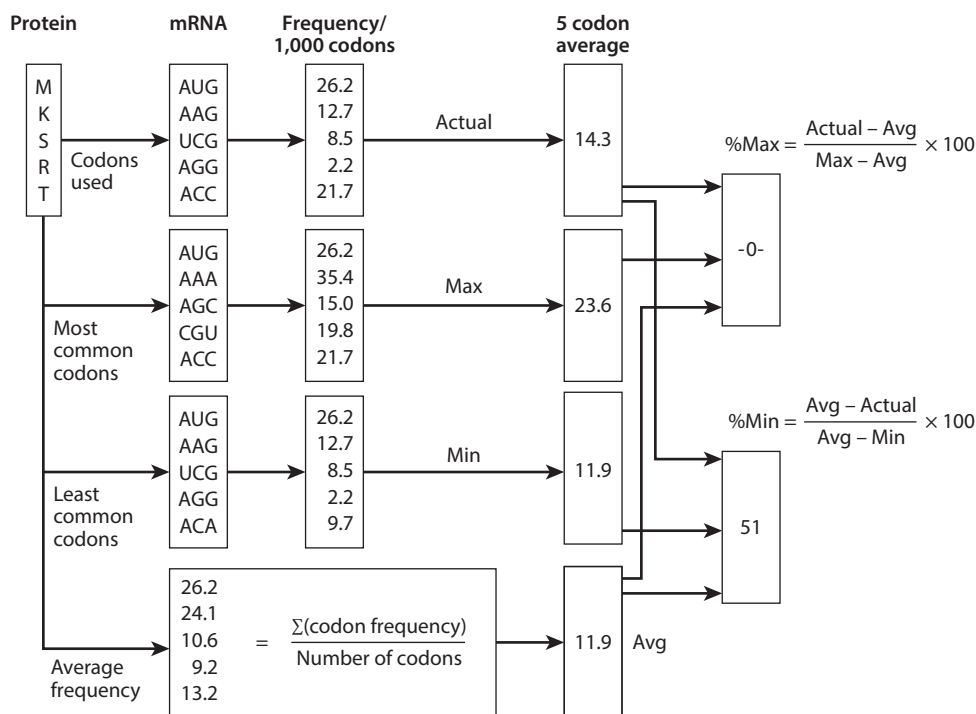 Protein
mRNA
Frequency/
1,000 codons
5 codon
average
M
K
S
R
T
Codons
used
AUG
AAG
UCG
AGG
ACC
26.2
12.7
8.5
2.2
21.7
Actual
14.3
%Max = (Actual – Avg) / (Max – Avg) × 100
-0-
Most
common
codons
AUG
AAA
AGC
CGU
ACC
26.2
35.4
15.0
19.8
21.7
Max
23.6
Least
common
codons
AUG
AAG
UCG
AGG
ACA
26.2
12.7
8.5
2.2
9.7
Min
11.9
%Min = (Avg – Actual) / (Avg – Min) × 100
51
Average
frequency
26.2
24.1
10.6
9.2
13.2
= Σ(codon frequency) / Number of codons
11.9
Avg